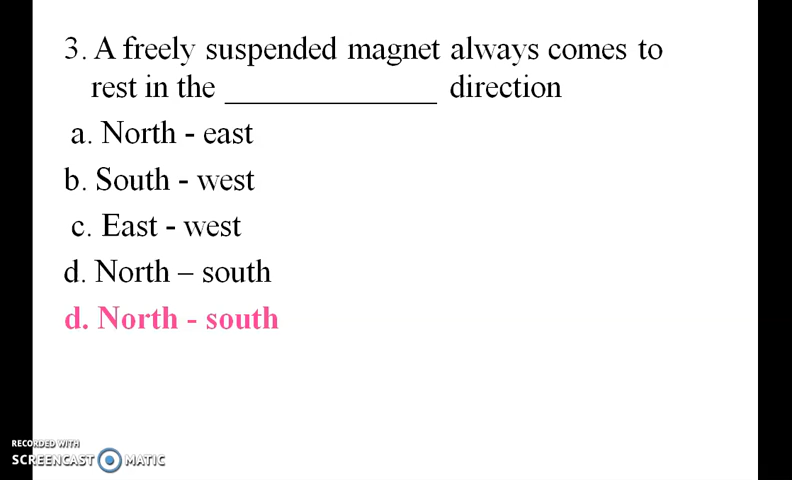 3. A freely suspended magnet always comes to
rest in the ______________ direction
a. North - east
b. South - west
c. East - west
d. North – south
d. North - south
RECORDED WITH
SCREENCAST MATIC